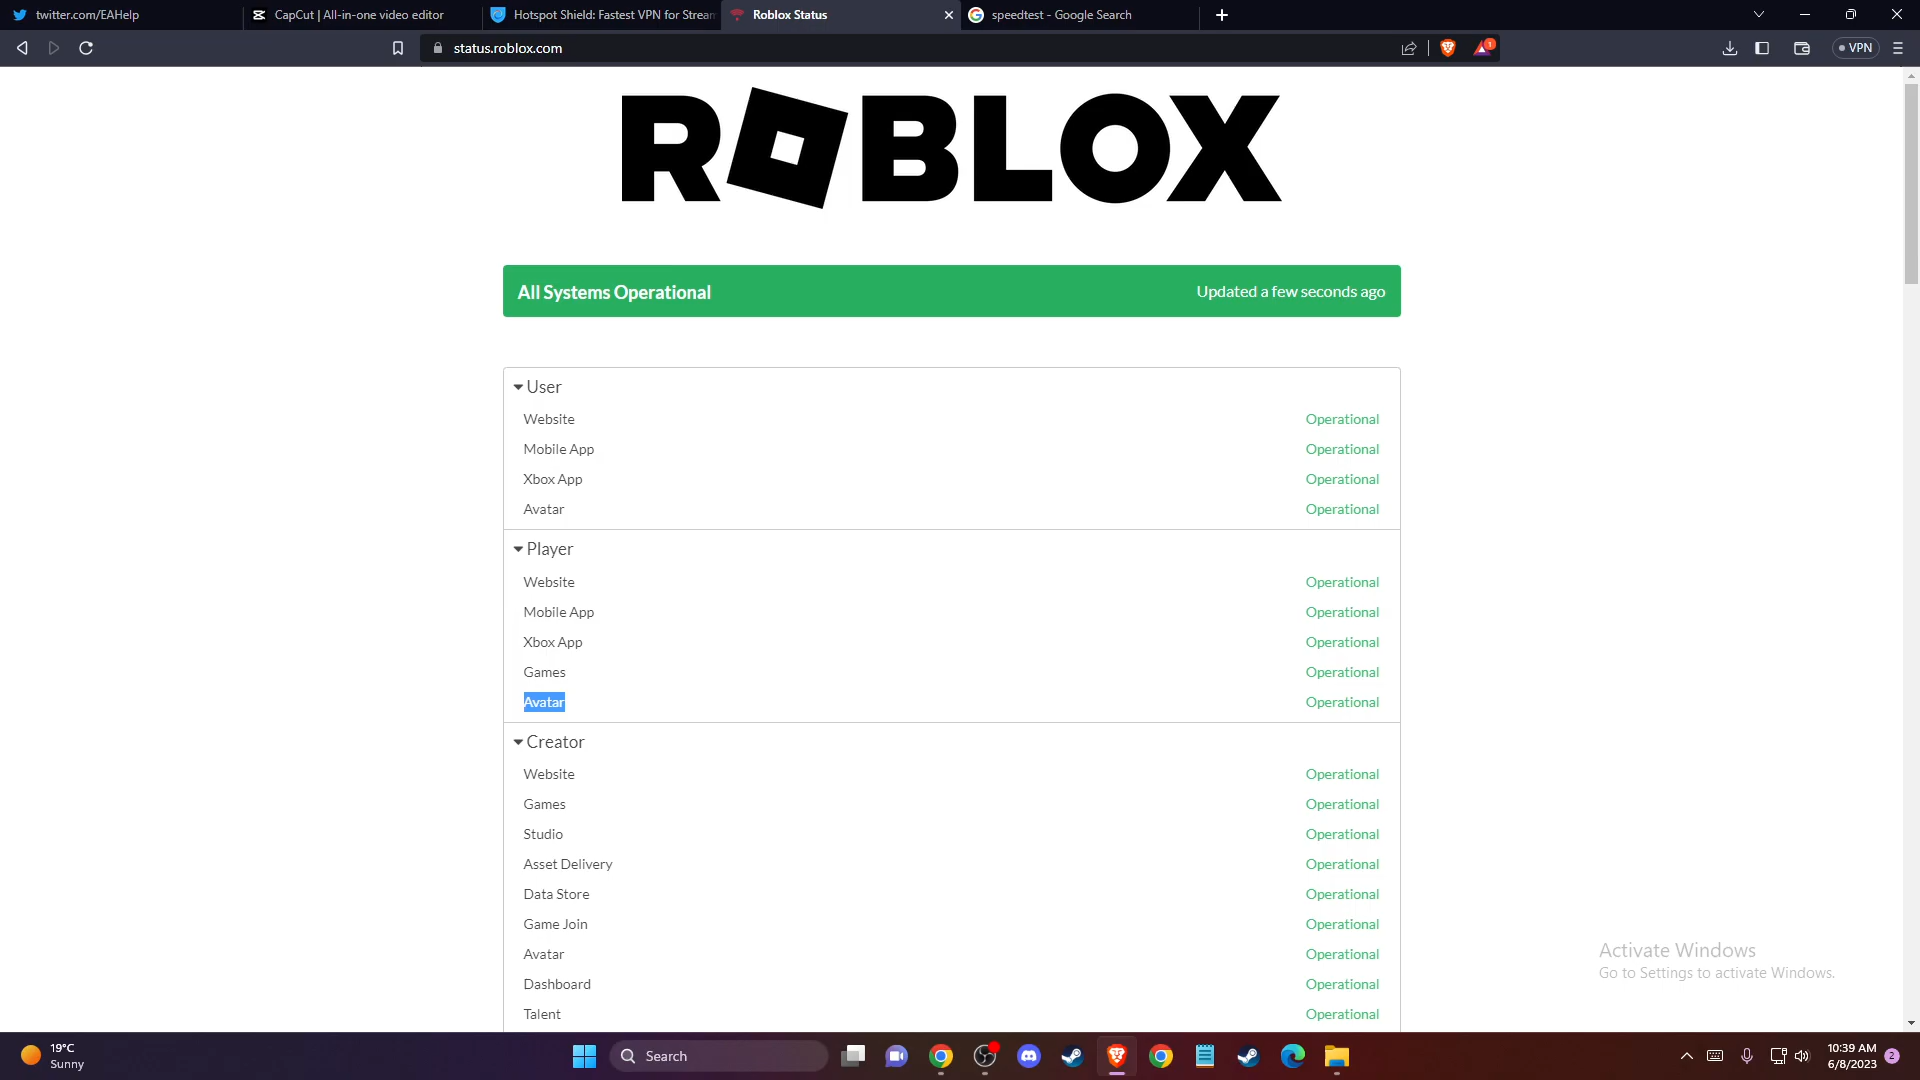 twitter.com/EAHelp
CapCut | All-in-one video editor
Hotspot Shield: Fastest VPN for Stream
Roblox Status
speedtest - Google Search
status.roblox.com
1
VPN
ROBLOX
All Systems Operational
Updated a few seconds ago
User
Website Operational
Mobile App Operational
Xbox App Operational
Avatar Operational
Player
Website Operational
Mobile App Operational
Xbox App Operational
Games Operational
Avatar Operational
Creator
Website Operational
Games Operational
Studio Operational
Asset Delivery Operational
Data Store Operational
Game Join Operational
Avatar Operational
Dashboard Operational
Talent Operational
Activate Windows
Go to Settings to activate Windows.
19°C
Sunny
Search
10:39 AM
6/8/2023
2